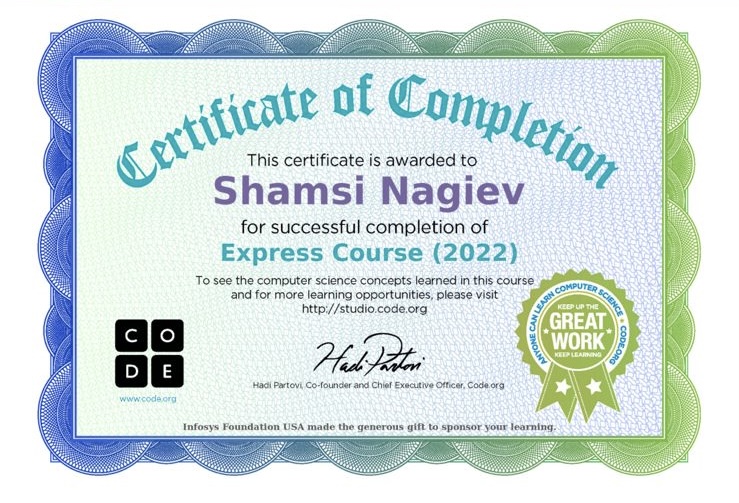 Certificate of Completion
This certificate is awarded to
Shamsi Nagiev
for successful completion of
Express Course (2022)
To see the computer science concepts learned in this course
and for more learning opportunities, please visit
http://studio.code.org
C O
D E
www.code.org
Hadi Partovi
Hadi Partovi, Co-founder and Chief Executive Officer, Code.org
ANYONE CAN LEARN COMPUTER SCIENCE • CODE.ORG
KEEP UP THE
GREAT
WORK
KEEP LEARNING
Infosys Foundation USA made the generous gift to sponsor your learning.